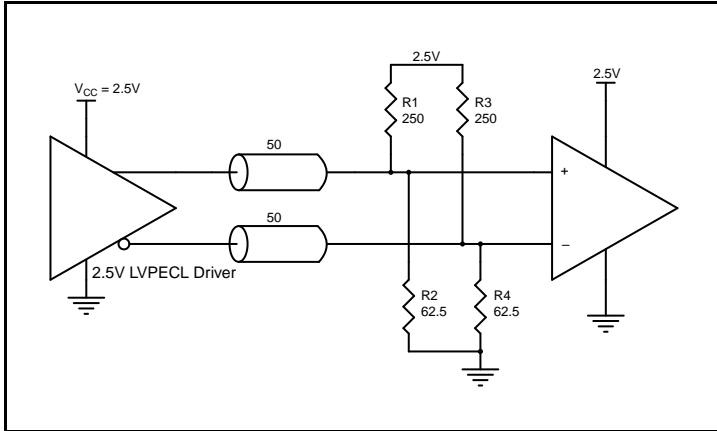 2.5V
V_CC = 2.5V
2.5V
R1
250
R3
250
50
+
50
−
2.5V LVPECL Driver
R2
62.5
R4
62.5